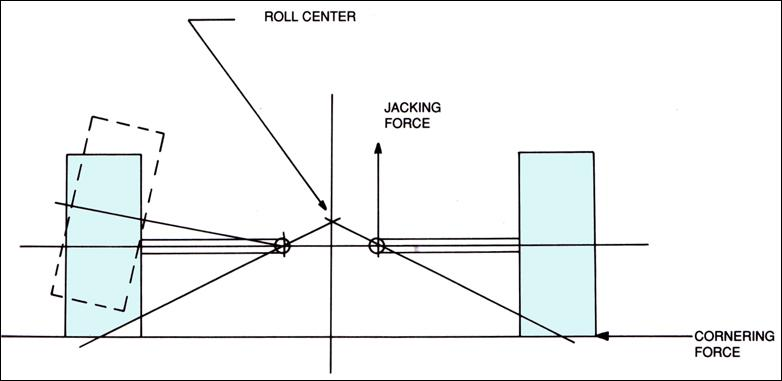 ROLL CENTER
JACKING
FORCE
CORNERING
FORCE